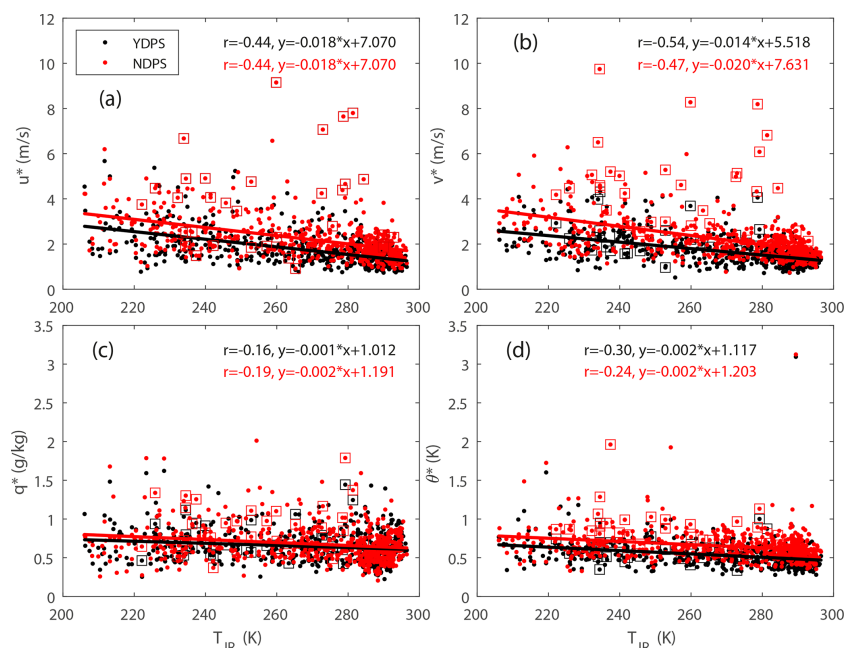 YDPS
NDPS
r=-0.44, y=-0.018*x+7.070
r=-0.44, y=-0.018*x+7.070
(a)
u* (m/s)
12
10
8
6
4
2
0
200 220 240 260 280 300
(b)
r=-0.54, y=-0.014*x+5.518
r=-0.47, y=-0.020*x+7.631
v* (m/s)
12
10
8
6
4
2
0
200 220 240 260 280 300
(c)
r=-0.16, y=-0.001*x+1.012
r=-0.19, y=-0.002*x+1.191
q* (g/kg)
3.5
3
2.5
2
1.5
1
0.5
0
200 220 240 260 280 300
T_IR (K)
(d)
r=-0.30, y=-0.002*x+1.117
r=-0.24, y=-0.002*x+1.203
θ* (K)
3.5
3
2.5
2
1.5
1
0.5
0
200 220 240 260 280 300
T_IR (K)